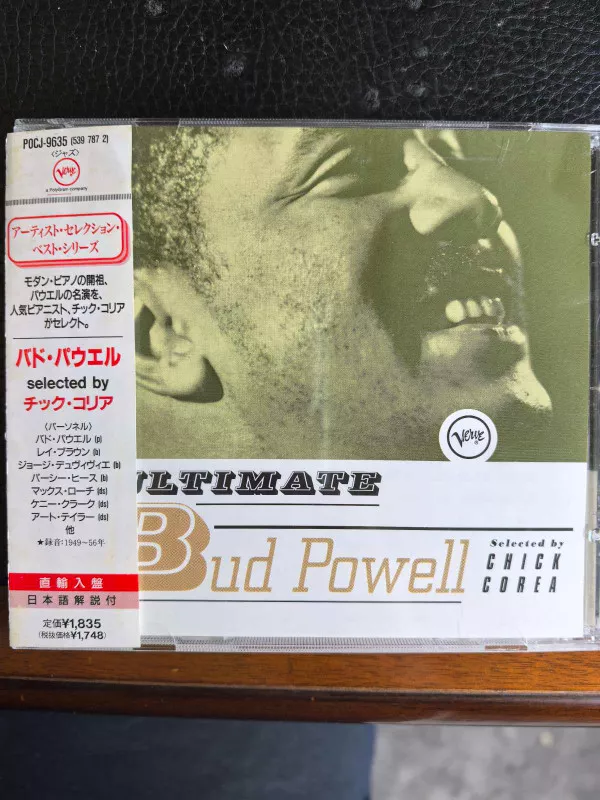 POCJ-9635 (539 787 2)
〈ジャズ〉
Verve
a PolyGram company
アーティスト・セレクション・
ベスト・シリーズ
モダン・ピアノの開祖、
パウエルの名演を、
人気ピアニスト、チック・コリア
がセレクト。
バド・パウエル
selected by
チック・コリア
〈パーソネル〉
バド・パウエル (p)
レイ・ブラウン (b)
ジョージ・デュヴィヴィエ (b)
パーシー・ヒース (b)
マックス・ローチ (ds)
ケニー・クラーク (ds)
アート・テイラー (ds)
他
★録音:1949〜56年
直輸入盤
日本語解説付
定価¥1,835
(税抜価格¥1,748)
Verve
ULTIMATE
Bud Powell
Selected by
CHICK
COREA